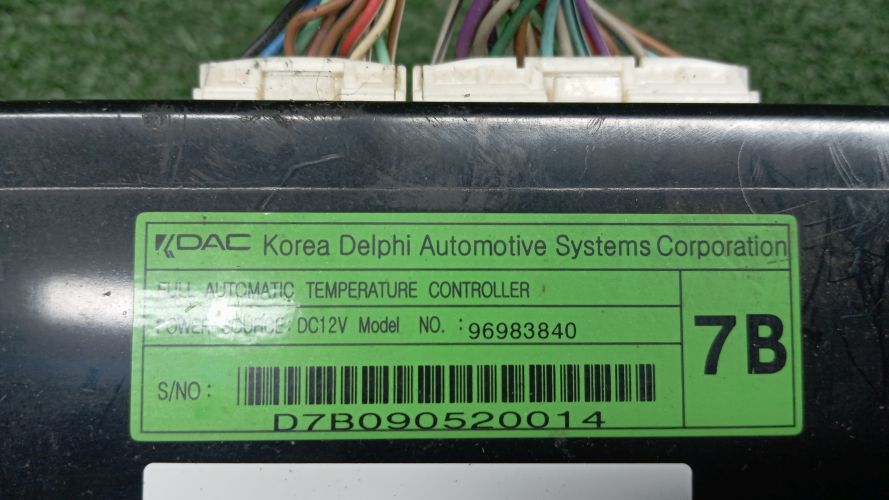 KDAC Korea Delphi Automotive Systems Corporation
FULL AUTOMATIC TEMPERATURE CONTROLLER
POWER SOURCE: DC12V Model NO. : 96983840
7B
S/NO:
D7B090520014